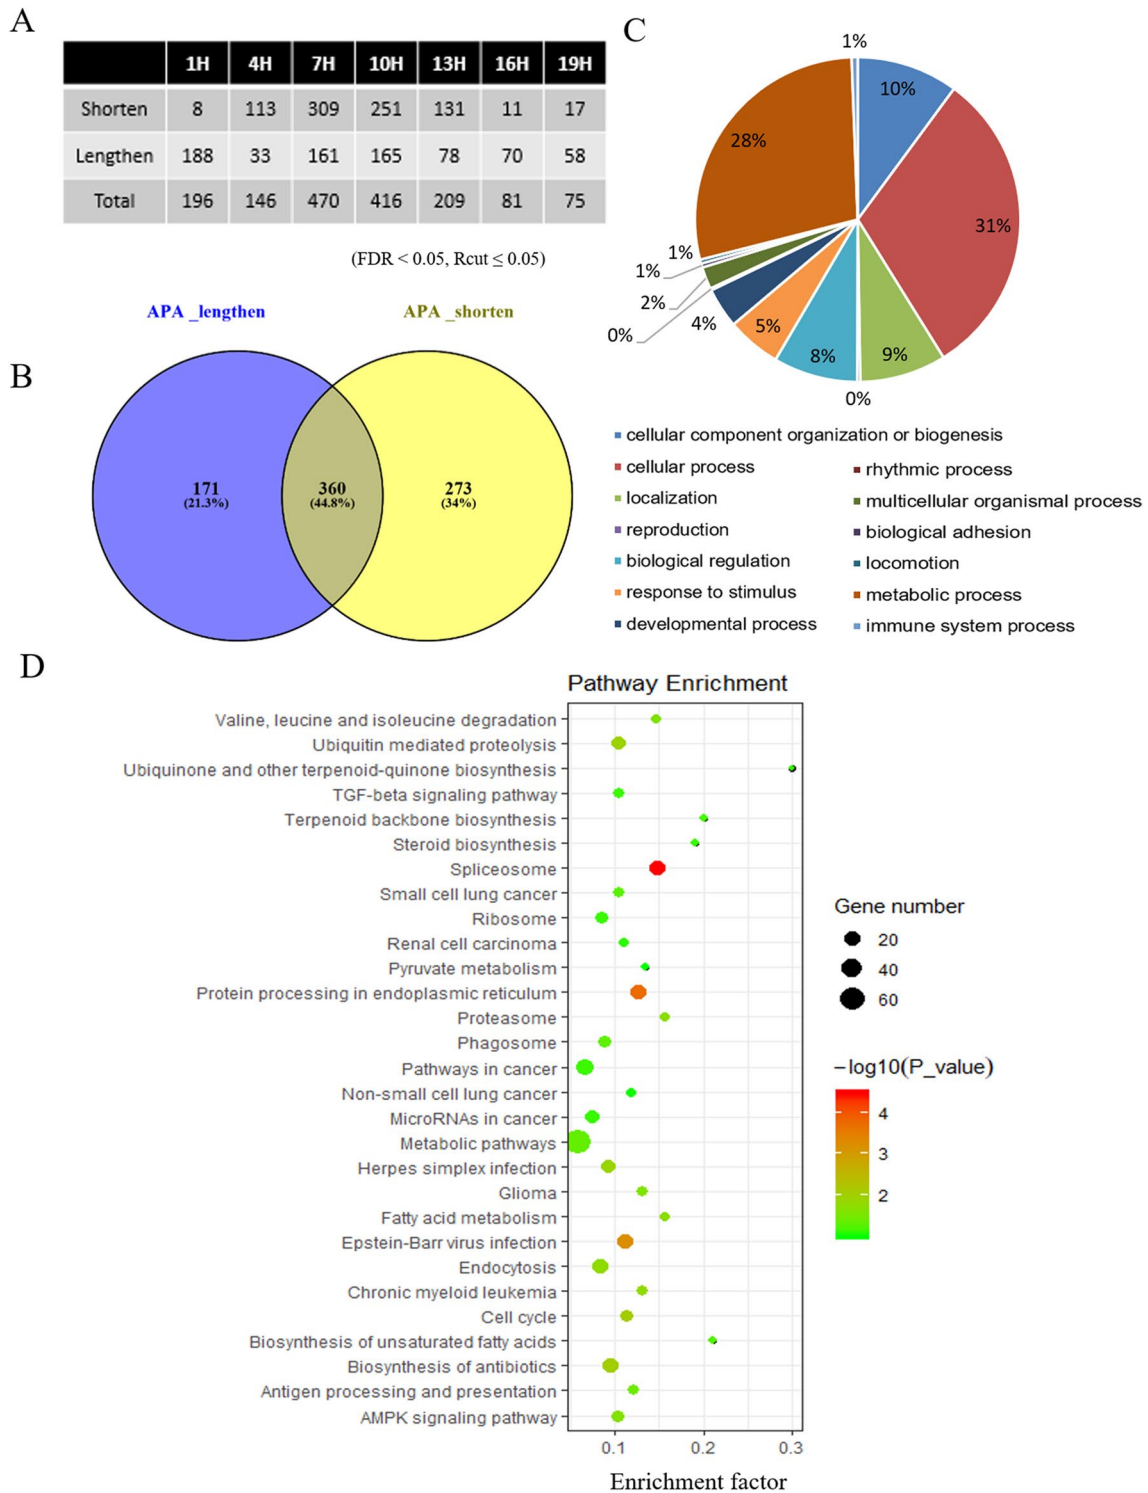 A
1H 4H 7H 10H 13H 16H 19H
Shorten 8 113 309 251 131 11 17
Lengthen 188 33 161 165 78 70 58
Total 196 146 470 416 209 81 75
(FDR < 0.05, Rcut ≤ 0.05)
B
APA _lengthen
APA _shorten
171
(21.3%)
360
(44.8%)
273
(34%)
C
1%
10%
31%
9%
0%
8%
5%
4%
0%
2%
1%
1%
28%
cellular component organization or biogenesis
cellular process
localization
reproduction
biological regulation
response to stimulus
developmental process
rhythmic process
multicellular organismal process
biological adhesion
locomotion
metabolic process
immune system process
D
Pathway Enrichment
Valine, leucine and isoleucine degradation
Ubiquitin mediated proteolysis
Ubiquinone and other terpenoid-quinone biosynthesis
TGF-beta signaling pathway
Terpenoid backbone biosynthesis
Steroid biosynthesis
Spliceosome
Small cell lung cancer
Ribosome
Renal cell carcinoma
Pyruvate metabolism
Protein processing in endoplasmic reticulum
Proteasome
Phagosome
Pathways in cancer
Non-small cell lung cancer
MicroRNAs in cancer
Metabolic pathways
Herpes simplex infection
Glioma
Fatty acid metabolism
Epstein-Barr virus infection
Endocytosis
Chronic myeloid leukemia
Cell cycle
Biosynthesis of unsaturated fatty acids
Biosynthesis of antibiotics
Antigen processing and presentation
AMPK signaling pathway
0.1 0.2 0.3
Enrichment factor
Gene number
20
40
60
−log10(P_value)
4
3
2